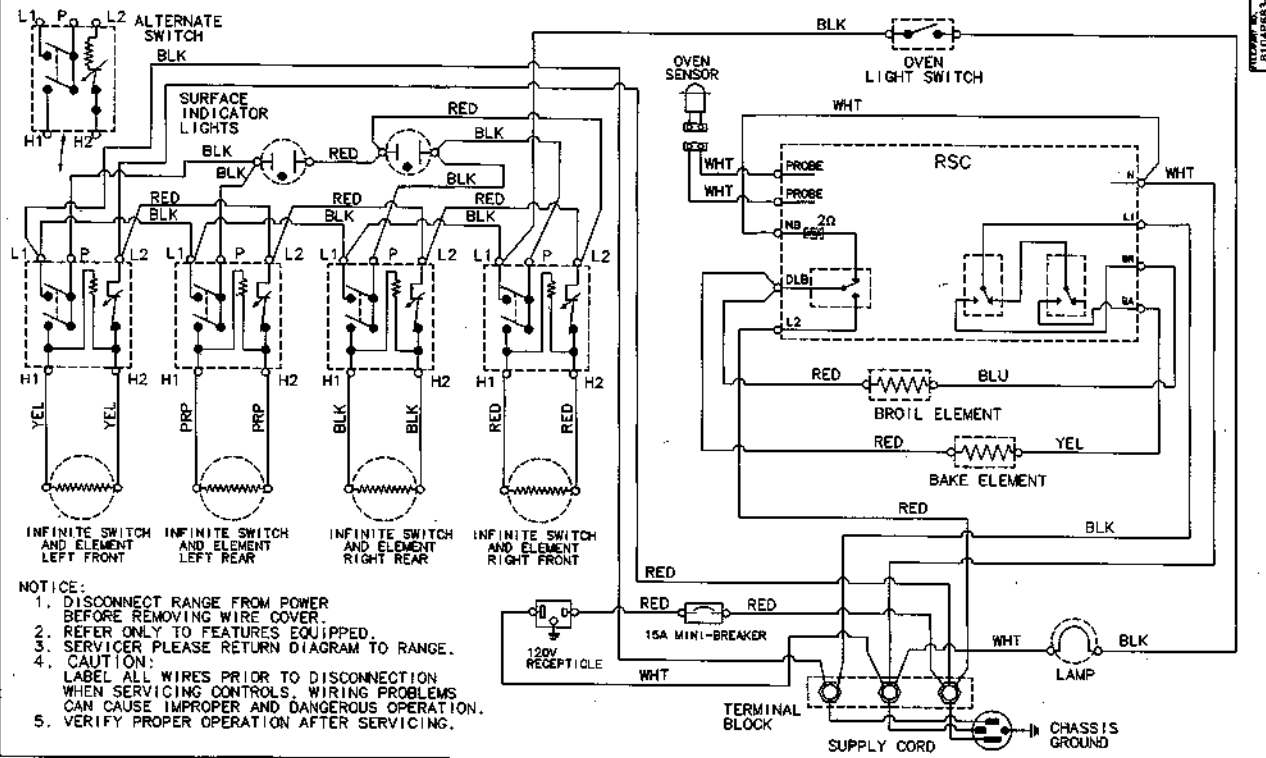 L1 P L2 ALTERNATE
SWITCH
BLK
H1 H2
SURFACE
INDICATOR
LIGHTS
BLK
BLK
RED
RED
BLK
BLK
RED
BLK
RED
BLK
RED
BLK
L1 P L2
L1 P L2
L1 P L2
L1 P L2
H1 H2
H1 H2
H1 H2
H1 H2
YEL YEL
PRP PRP
BLK BLK
RED RED
INFINITE SWITCH
AND ELEMENT
LEFT FRONT
INFINITE SWITCH
AND ELEMENT
LEFT REAR
INFINITE SWITCH
AND ELEMENT
RIGHT REAR
INFINITE SWITCH
AND ELEMENT
RIGHT FRONT
BLK
OVEN
LIGHT SWITCH
OVEN
SENSOR
WHT
WHT
WHT
PROBE
PROBE
RSC
N
WHT
L1
NB 2Ω
DLB
BR
BA
L2
RED
BLU
BROIL ELEMENT
RED
YEL
BAKE ELEMENT
RED
BLK
RED
RED
RED
15A MINI-BREAKER
120V
RECEPTICLE
WHT
WHT
BLK
LAMP
TERMINAL
BLOCK
SUPPLY CORD
CHASSIS
GROUND
NOTICE:
1. DISCONNECT RANGE FROM POWER
BEFORE REMOVING WIRE COVER.
2. REFER ONLY TO FEATURES EQUIPPED.
3. SERVICER PLEASE RETURN DIAGRAM TO RANGE.
4. CAUTION:
LABEL ALL WIRES PRIOR TO DISCONNECTION
WHEN SERVICING CONTROLS. WIRING PROBLEMS
CAN CAUSE IMPROPER AND DANGEROUS OPERATION.
5. VERIFY PROPER OPERATION AFTER SERVICING.